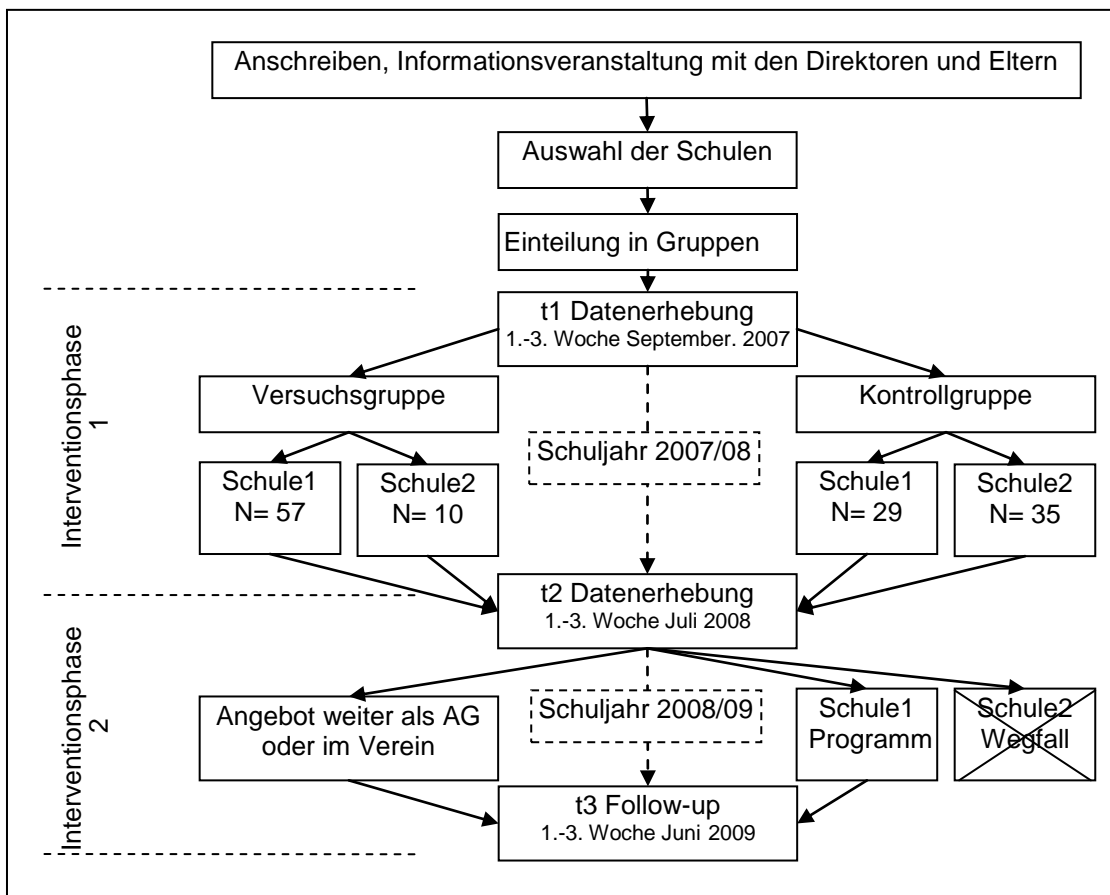 Anschreiben, Informationsveranstaltung mit den Direktoren und Eltern
Auswahl der Schulen
Einteilung in Gruppen
Interventionsphase
1
t1 Datenerhebung
1.-3. Woche September. 2007
Versuchsgruppe
Kontrollgruppe
Schuljahr 2007/08
Schule1
N= 57
Schule2
N= 10
Schule1
N= 29
Schule2
N= 35
t2 Datenerhebung
1.-3. Woche Juli 2008
Interventionsphase
2
Angebot weiter als AG
oder im Verein
Schuljahr 2008/09
Schule1
Programm
Schule2
Wegfall
t3 Follow-up
1.-3. Woche Juni 2009